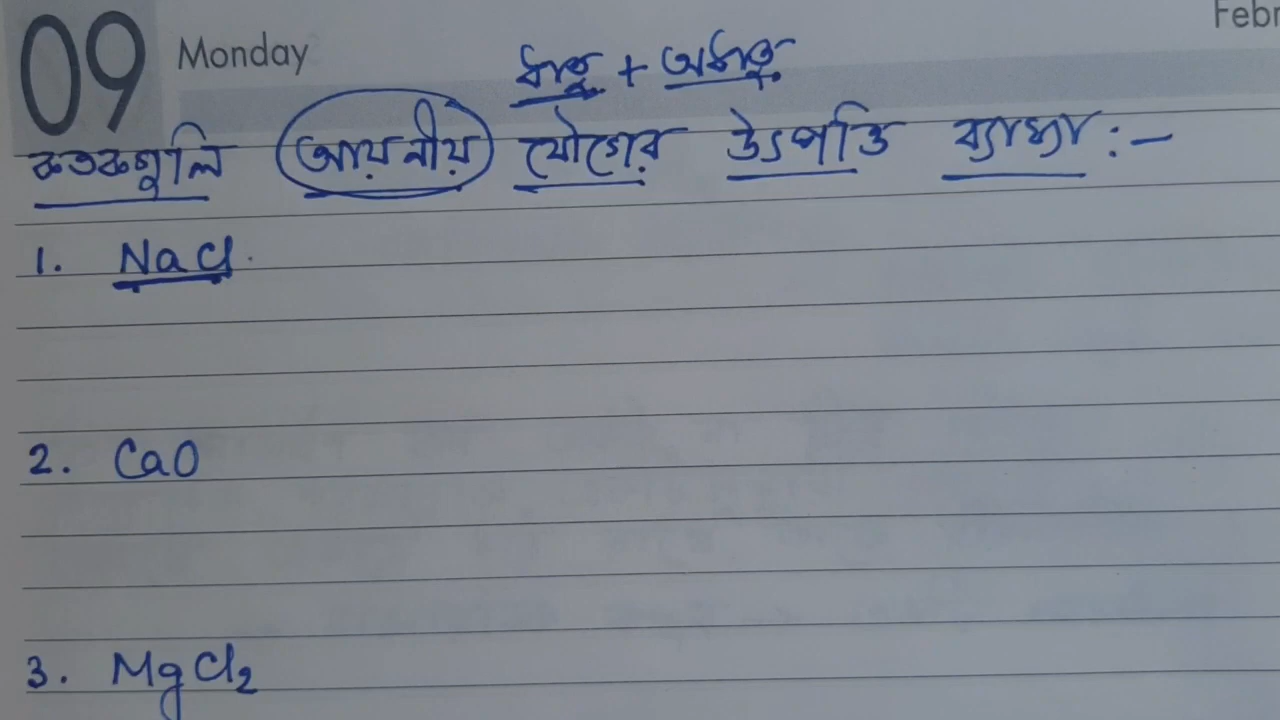 09 Monday Febr
ধাতু + অধাতু
কতকগুলি আয়নীয় যৌগের উৎপত্তি ব্যাখ্যা :-
1. NaCl.
2. CaO
3. MgCl2